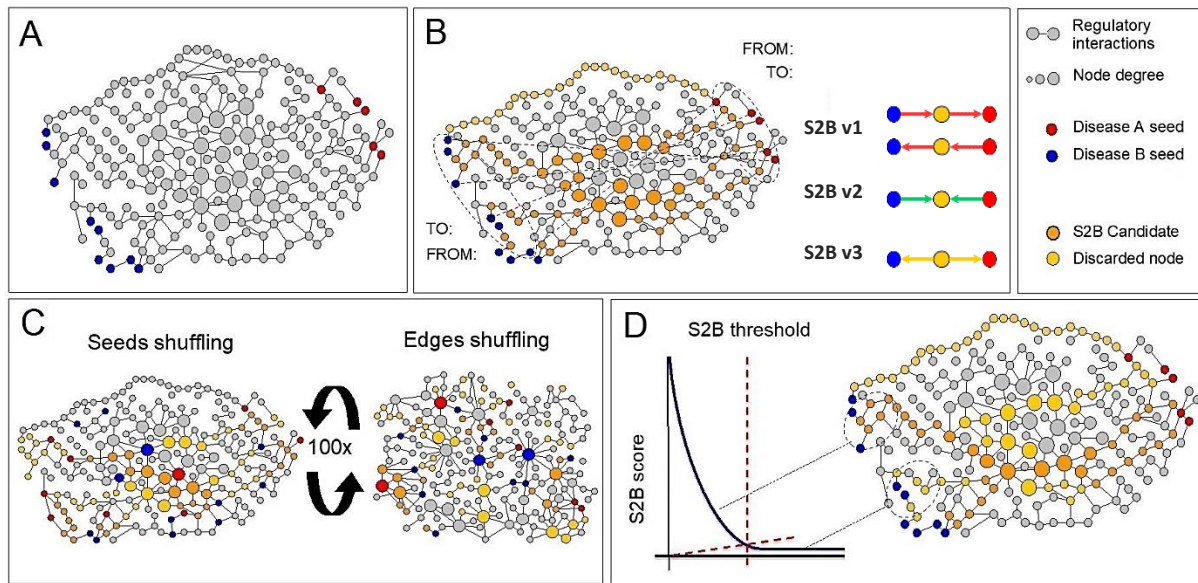 A
B
FROM:
TO:
S2B v1
S2B v2
S2B v3
TO:
FROM:
Regulatory
interactions
Node degree
Disease A seed
Disease B seed
S2B Candidate
Discarded node
C
Seeds shuffling
100x
Edges shuffling
D
S2B threshold
S2B score